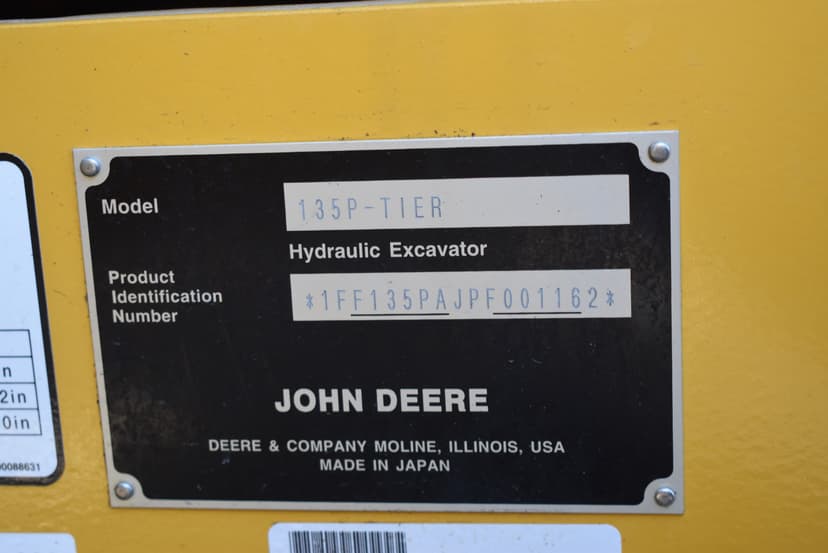 Model
135P-TIER
Hydraulic Excavator
Product
Identification
Number
*1FF135PAJPF001162*
JOHN DEERE
DEERE & COMPANY MOLINE, ILLINOIS, USA
MADE IN JAPAN
n
2in
0in
00088631